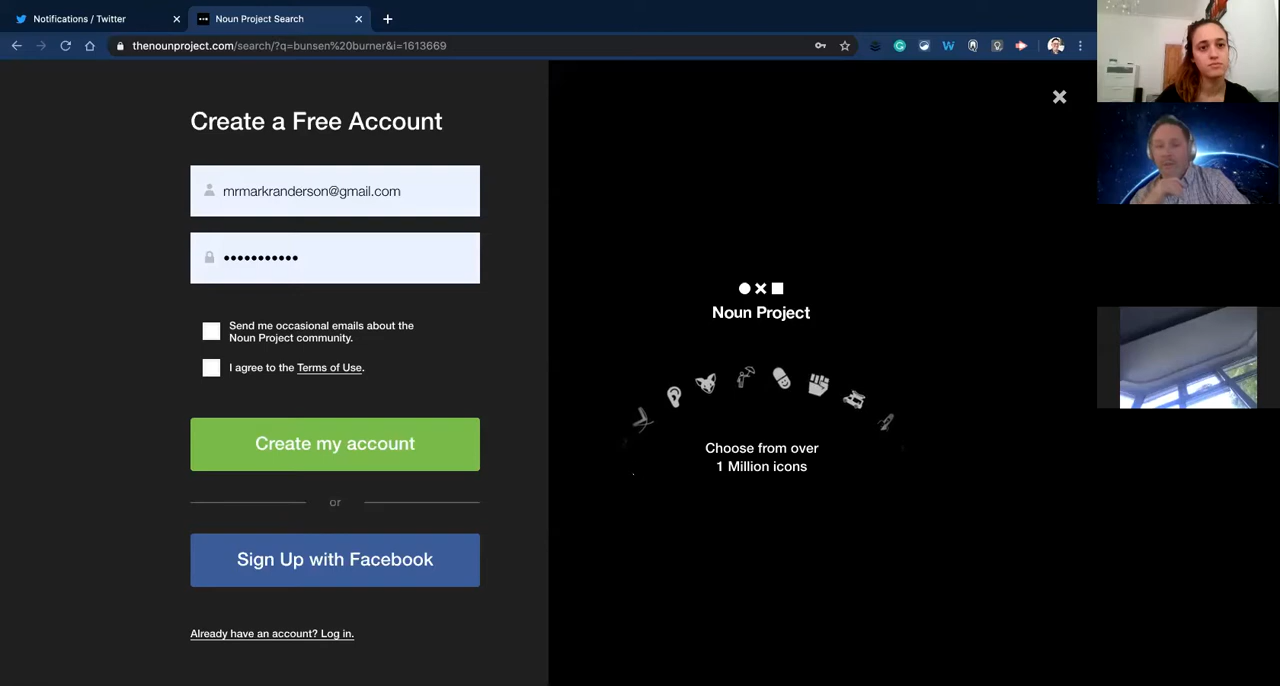 Notifications / Twitter
Noun Project Search
thenounproject.com/search/?q=bunsen%20burner&i=1613669
Create a Free Account
mrmarkranderson@gmail.com
•••••••••••
Send me occasional emails about the
Noun Project community.
I agree to the Terms of Use.
Create my account
or
Sign Up with Facebook
Already have an account? Log in.
Noun Project
Choose from over
1 Million icons